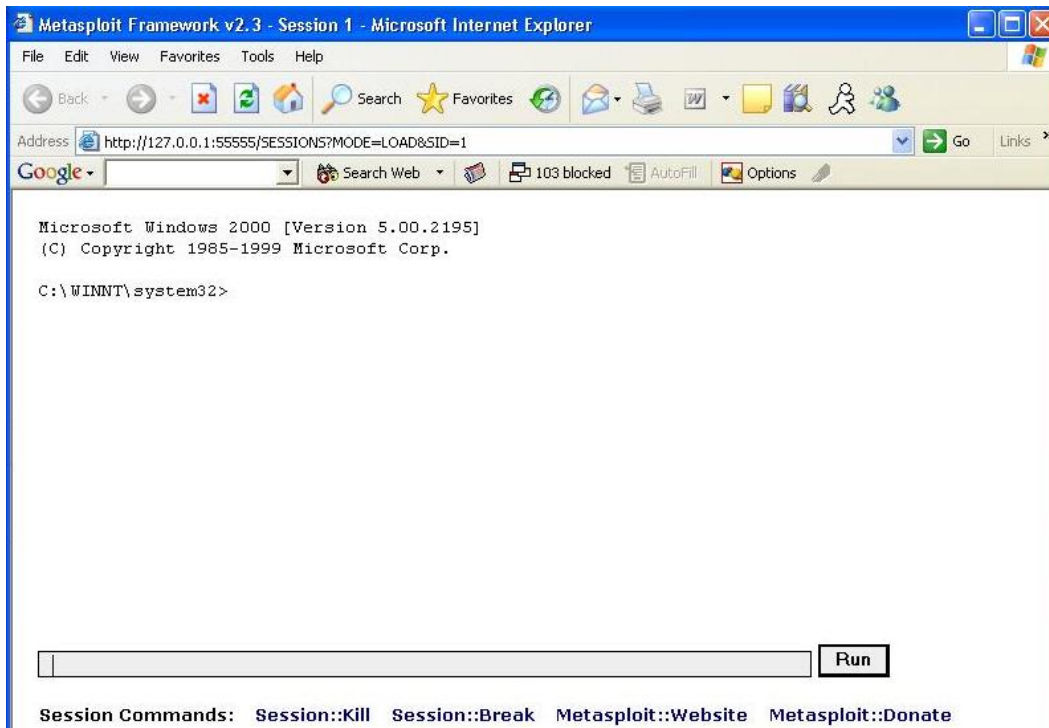 Metasploit Framework v2.3 - Session 1 - Microsoft Internet Explorer
File Edit View Favorites Tools Help
Back Search Favorites
Address http://127.0.0.1:55555/SESSIONS?MODE=LOAD&SID=1 Go Links
Google Search Web 103 blocked AutoFill Options
Microsoft Windows 2000 [Version 5.00.2195]
(C) Copyright 1985-1999 Microsoft Corp.
C:\WINNT\system32>
Run
Session Commands: Session::Kill Session::Break Metasploit::Website Metasploit::Donate